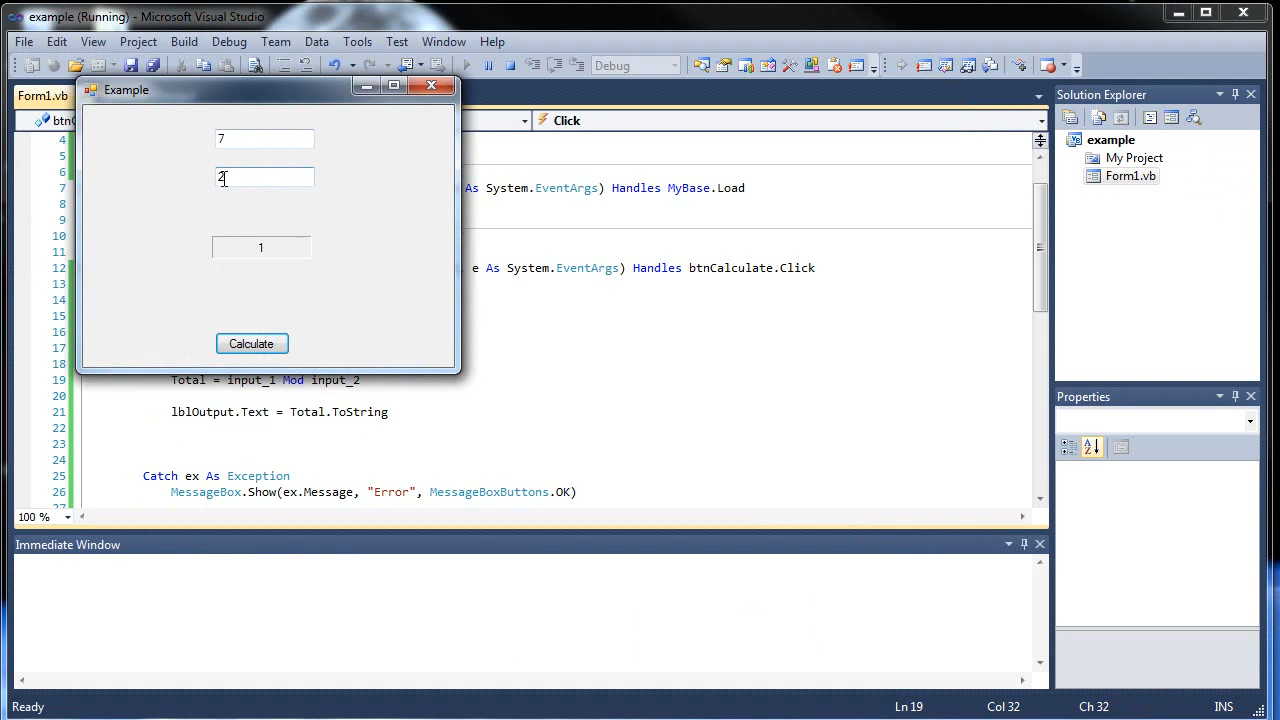 example (Running) - Microsoft Visual Studio
File Edit View Project Build Debug Team Data Tools Test Window Help
Debug
Example
7
2
1
Calculate
Form1.vb
btn
Click
Solution Explorer
example
My Project
Form1.vb
4
5
6
7 As System.EventArgs) Handles MyBase.Load
8
9
10
11
12 , e As System.EventArgs) Handles btnCalculate.Click
13
14
15
16
17
18
19 Total = input_1 Mod input_2
20
21 lblOutput.Text = Total.ToString
22
23
24
25 Catch ex As Exception
26 MessageBox.Show(ex.Message, "Error", MessageBoxButtons.OK)
27
100 %
Properties
Immediate Window
Ready Ln 19 Col 32 Ch 32 INS